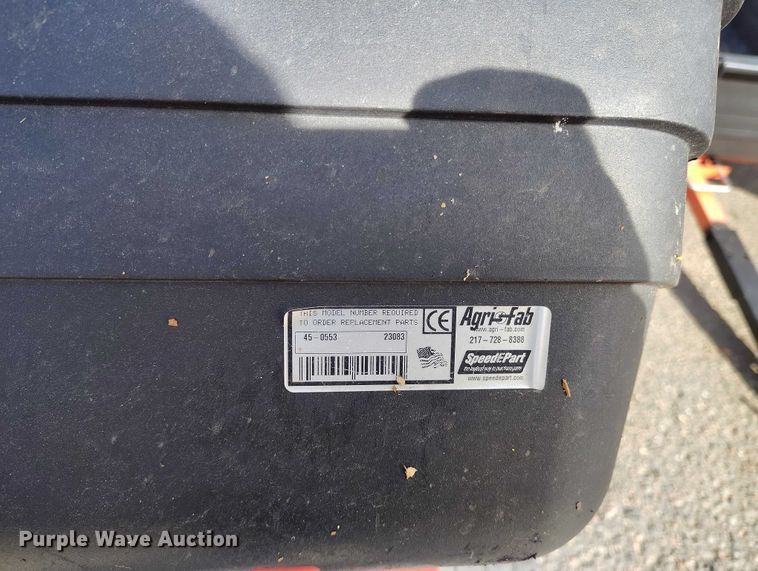 THIS MODEL NUMBER REQUIRED
TO ORDER REPLACEMENT PARTS
45-0553 23083
CE
Agri-Fab
www.agri-fab.com
217-728-8388
SpeedEPart
www.speedepart.com
Purple Wave Auction®